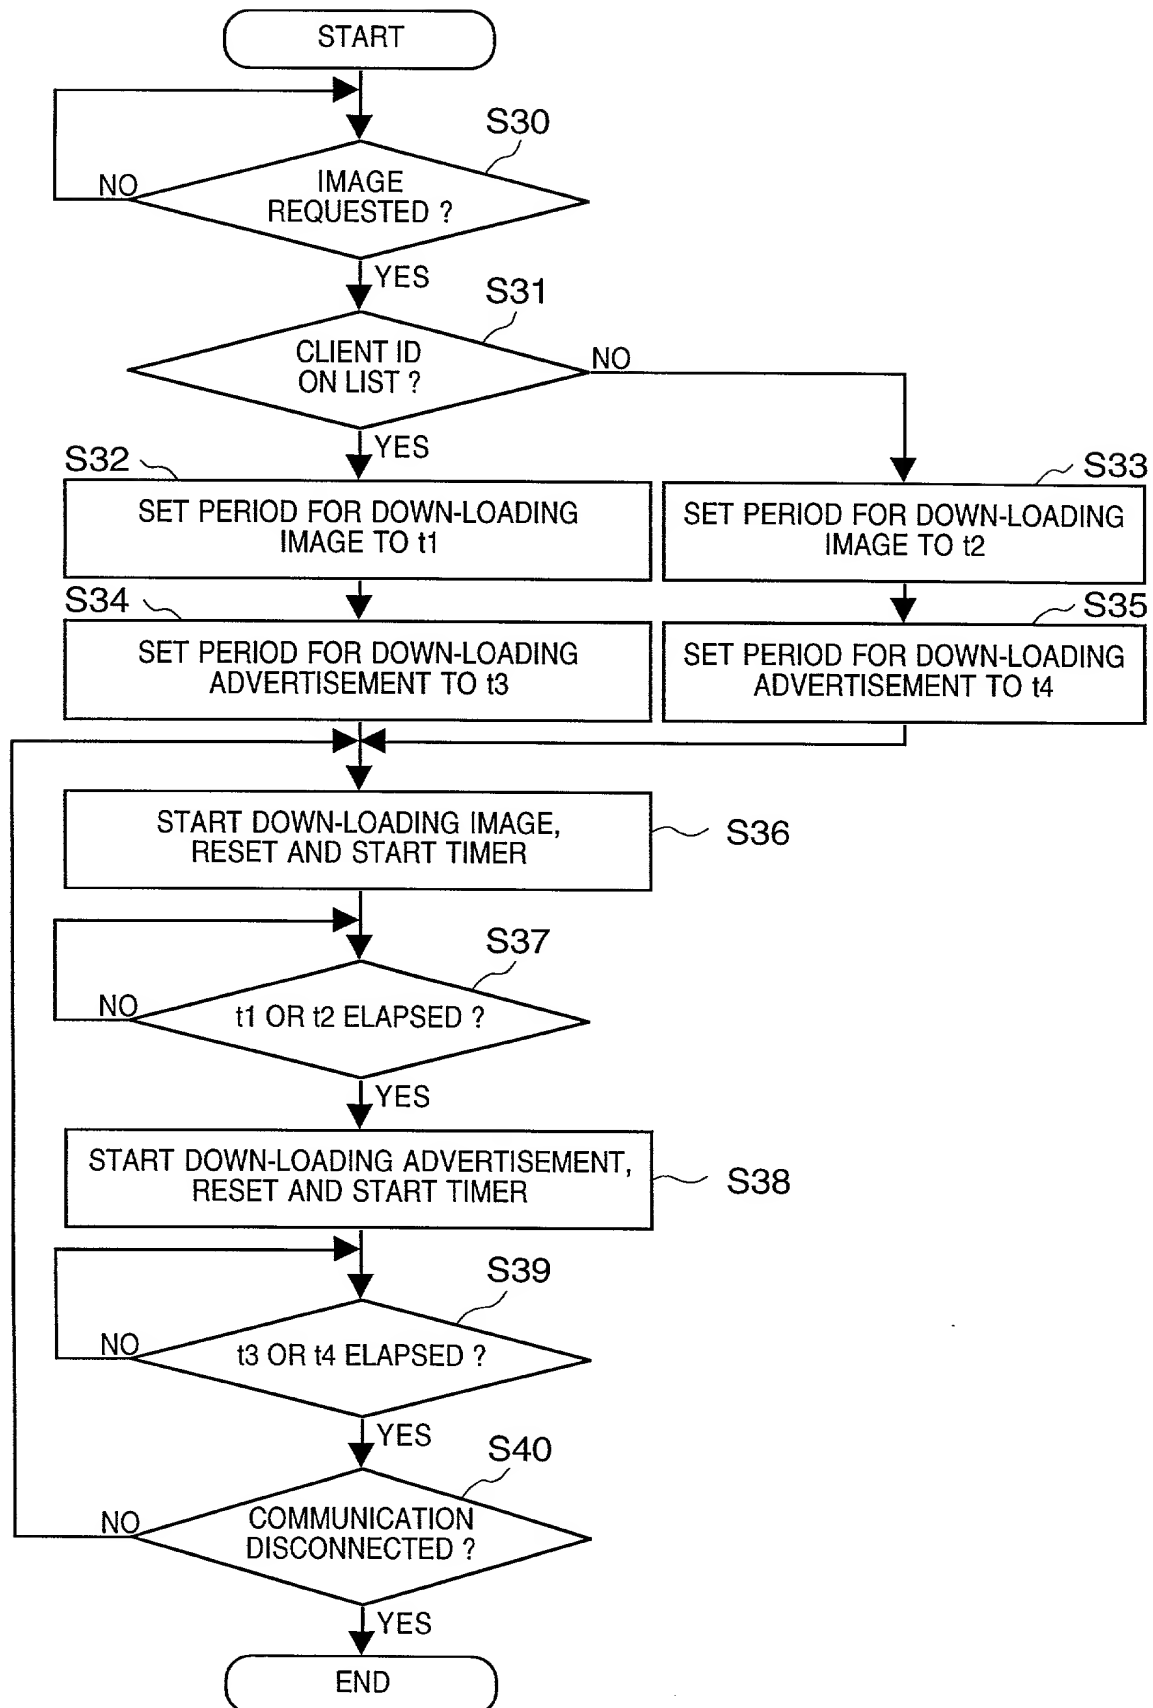 START
S30
IMAGE
REQUESTED ?
NO
YES
S31
CLIENT ID
ON LIST ?
NO
YES
S32
SET PERIOD FOR DOWN-LOADING
IMAGE TO t1
S33
SET PERIOD FOR DOWN-LOADING
IMAGE TO t2
S34
SET PERIOD FOR DOWN-LOADING
ADVERTISEMENT TO t3
S35
SET PERIOD FOR DOWN-LOADING
ADVERTISEMENT TO t4
START DOWN-LOADING IMAGE,
RESET AND START TIMER
S36
S37
t1 OR t2 ELAPSED ?
NO
YES
START DOWN-LOADING ADVERTISEMENT,
RESET AND START TIMER
S38
S39
t3 OR t4 ELAPSED ?
NO
YES
S40
COMMUNICATION
DISCONNECTED ?
NO
YES
END